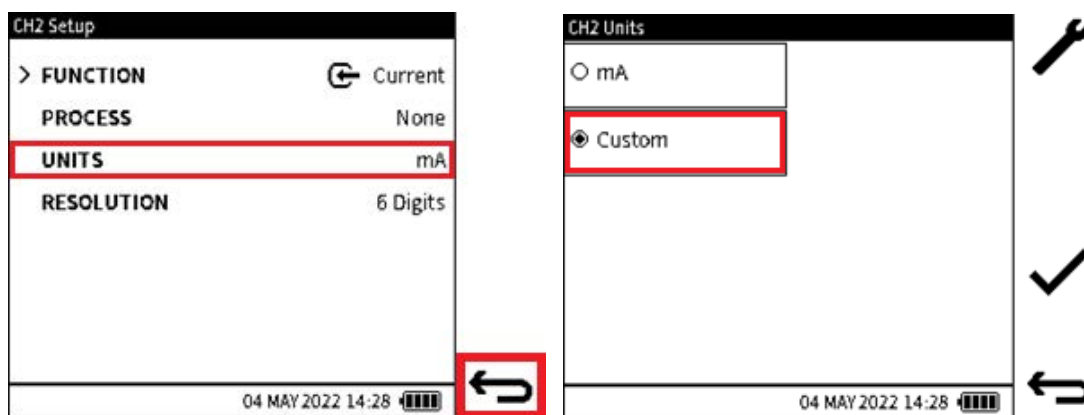 CH2 Setup
> FUNCTION Current
PROCESS None
UNITS mA
RESOLUTION 6 Digits
04 MAY 2022 14:28
CH2 Units
mA
Custom
04 MAY 2022 14:28